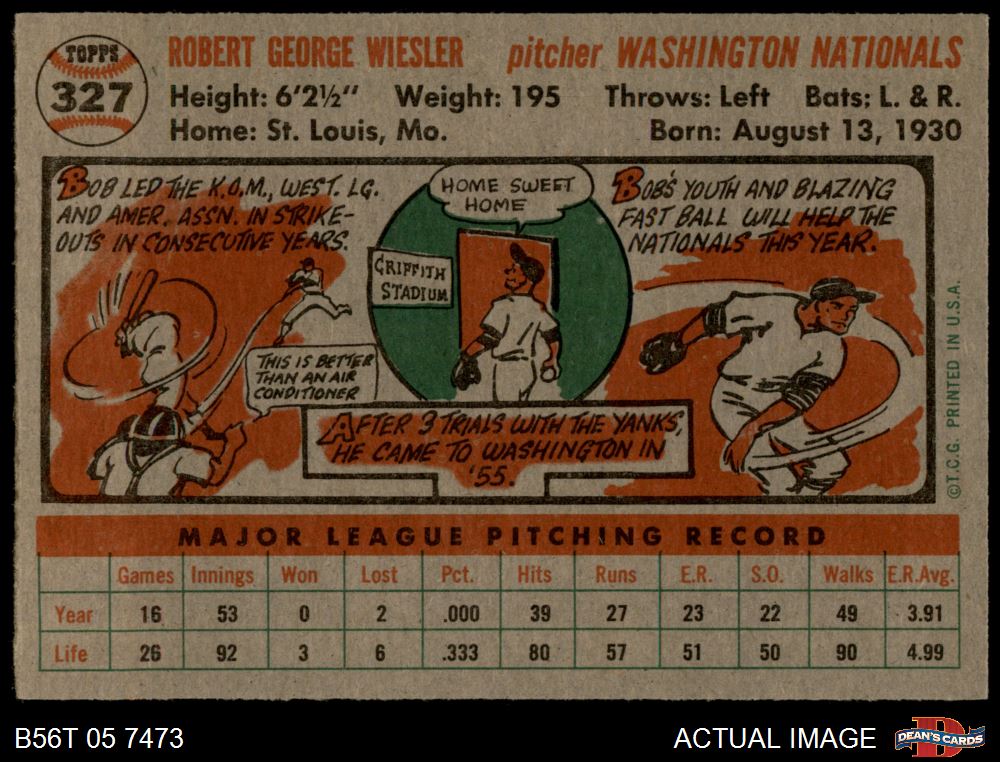 TOPPS
327
ROBERT GEORGE WIESLER pitcher WASHINGTON NATIONALS
Height: 6'2½" Weight: 195 Throws: Left Bats: L. & R.
Home: St. Louis, Mo. Born: August 13, 1930
BOB LED THE K.O.M., WEST. LG.
AND AMER. ASS'N. IN STRIKE-
OUTS IN CONSECUTIVE YEARS.
HOME SWEET
HOME
GRIFFITH
STADIUM
BOB'S YOUTH AND BLAZING
FAST BALL WILL HELP THE
NATIONALS THIS YEAR.
THIS IS BETTER
THAN AN AIR
CONDITIONER
AFTER 3 TRIALS WITH THE YANKS,
HE CAME TO WASHINGTON IN
'55.
©T.C.G. PRINTED IN U.S.A.
MAJOR LEAGUE PITCHING RECORD
Games Innings Won Lost Pct. Hits Runs E.R. S.O. Walks E.R.Avg.
Year 16 53 0 2 .000 39 27 23 22 49 3.91
Life 26 92 3 6 .333 80 57 51 50 90 4.99
B56T 05 7473 ACTUAL IMAGE
D
DEAN'S CARDS